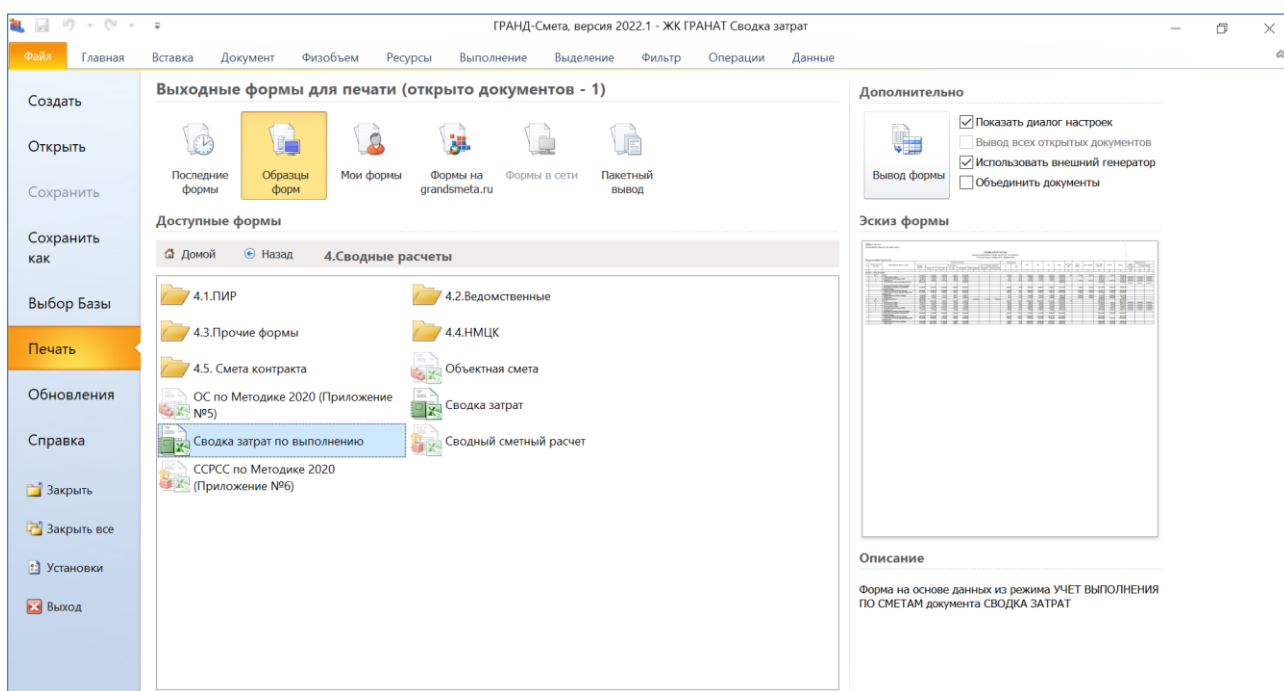 ГРАНД-Смета, версия 2022.1 - ЖК ГРАНАТ Сводка затрат
Файл Главная Вставка Документ Физобъем Ресурсы Выполнение Выделение Фильтр Операции Данные
Создать
Открыть
Сохранить
Сохранить
как
Выбор Базы
Печать
Обновления
Справка
Закрыть
Закрыть все
Установки
Выход
Выходные формы для печати (открыто документов - 1)
Последние
формы
Образцы
форм
Мои формы
Формы на
grandsmeta.ru
Формы в сети
Пакетный
вывод
Доступные формы
Домой Назад 4.Сводные расчеты
4.1.ПИР
4.2.Ведомственные
4.3.Прочие формы
4.4.НМЦК
4.5. Смета контракта
Объектная смета
ОС по Методике 2020 (Приложение
№5)
Сводка затрат
Сводка затрат по выполнению
Сводный сметный расчет
ССРСС по Методике 2020
(Приложение №6)
Дополнительно
Вывод формы
Показать диалог настроек
Вывод всех открытых документов
Использовать внешний генератор
Объединить документы
Эскиз формы
Описание
Форма на основе данных из режима УЧЕТ ВЫПОЛНЕНИЯ
ПО СМЕТАМ документа СВОДКА ЗАТРАТ